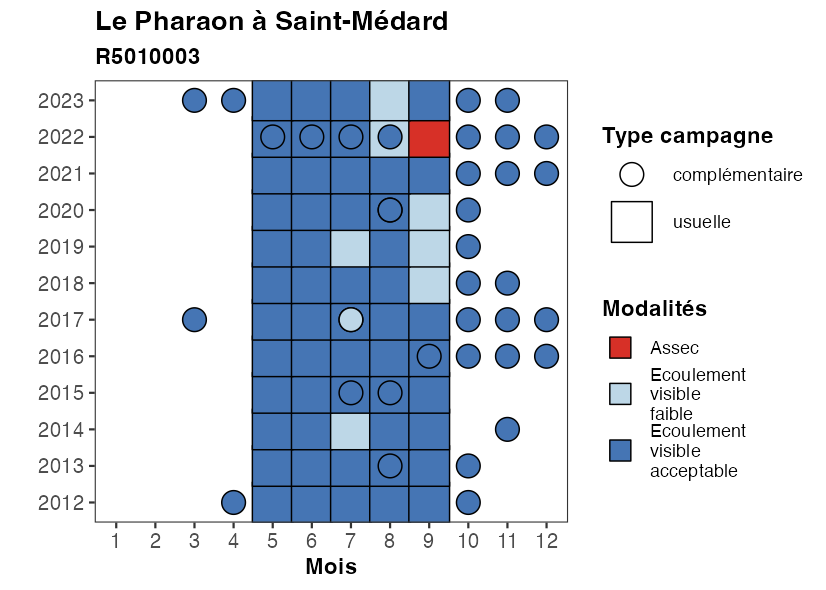 Le Pharaon à Saint-Médard
R5010003
2023
2022
2021
2020
2019
2018
2017
2016
2015
2014
2013
2012
1 2 3 4 5 6 7 8 9 10 11 12
Mois
Type campagne
complémentaire
usuelle
Modalités
Assec
Ecoulement
visible
faible
Ecoulement
visible
acceptable